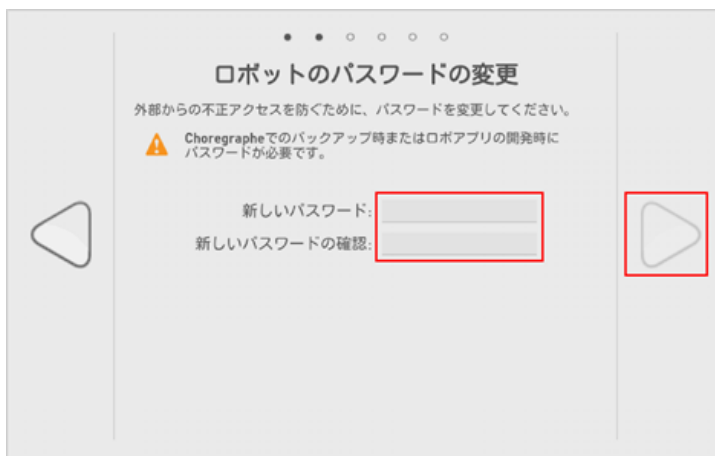 ロボットのパスワードの変更
外部からの不正アクセスを防ぐために、パスワードを変更してください。
Choregrapheでのバックアップ時またはロボアプリの開発時に
パスワードが必要です。
新しいパスワード:
新しいパスワードの確認: